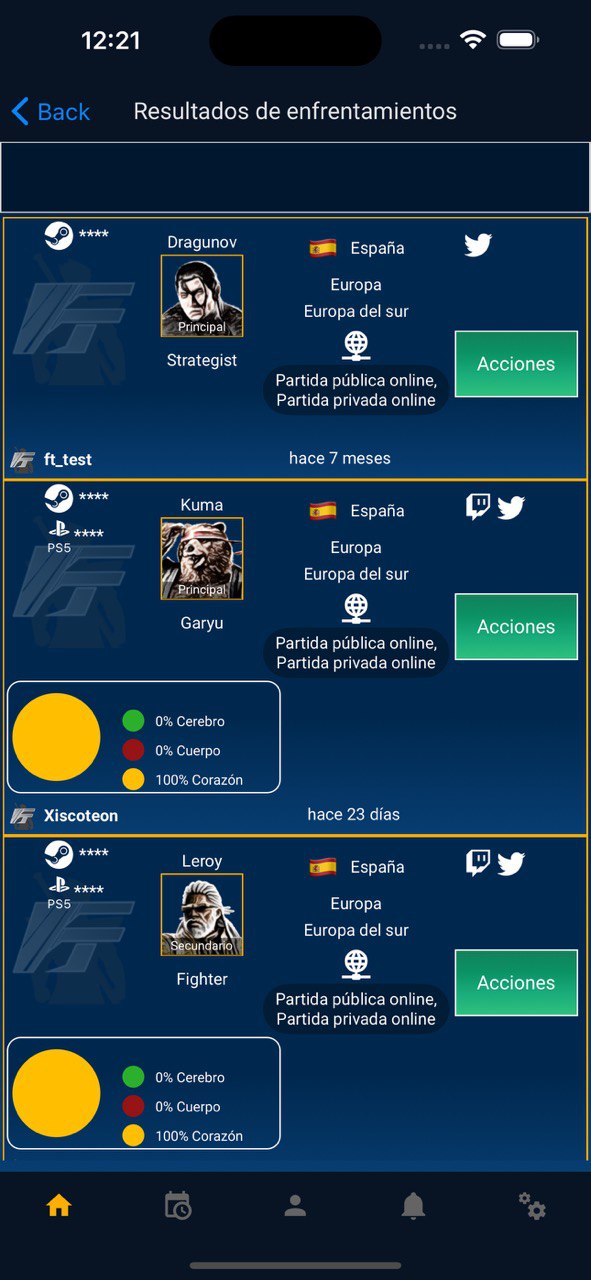 12:21
Back
Resultados de enfrentamientos
****
Dragunov
Principal
Strategist
España
Europa
Europa del sur
Partida pública online,
Partida privada online
Acciones
ft_test
hace 7 meses
****
****
PS5
Kuma
Principal
Garyu
España
Europa
Europa del sur
Partida pública online,
Partida privada online
Acciones
0% Cerebro
0% Cuerpo
100% Corazón
Xiscoteon
hace 23 días
****
****
PS5
Leroy
Secundario
Fighter
España
Europa
Europa del sur
Partida pública online,
Partida privada online
Acciones
0% Cerebro
0% Cuerpo
100% Corazón